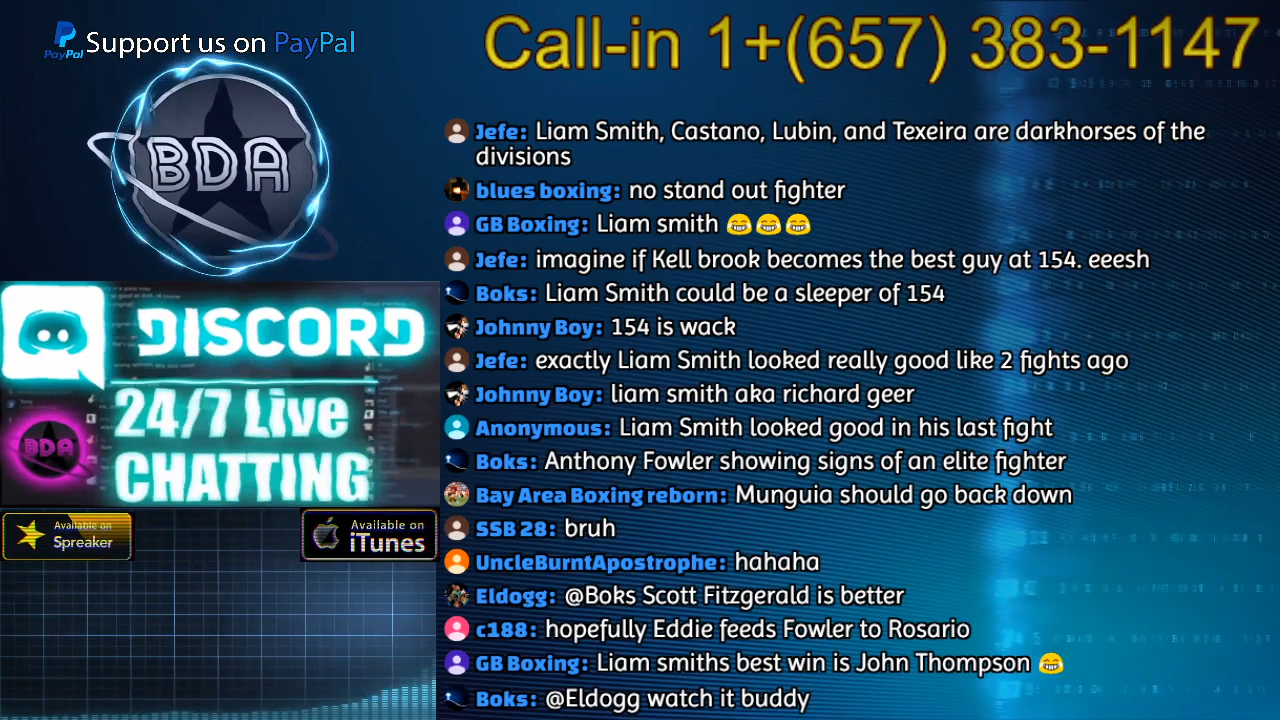 PayPal
Support us on PayPal
Call-in 1+(657) 383-1147
BDA
DISCORD
24/7 Live
CHATTING
BDA
Available on
Spreaker
Available on
iTunes
Jefe: Liam Smith, Castano, Lubin, and Texeira are darkhorses of the
divisions
blues boxing: no stand out fighter
GB Boxing: Liam smith 😂😂😂
Jefe: imagine if Kell brook becomes the best guy at 154. eeesh
Boks: Liam Smith could be a sleeper of 154
Johnny Boy: 154 is wack
Jefe: exactly Liam Smith looked really good like 2 fights ago
Johnny Boy: liam smith aka richard geer
Anonymous: Liam Smith looked good in his last fight
Boks: Anthony Fowler showing signs of an elite fighter
Bay Area Boxing reborn: Munguia should go back down
SSB 28: bruh
UncleBurntApostrophe: hahaha
Eldogg: @Boks Scott Fitzgerald is better
c188: hopefully Eddie feeds Fowler to Rosario
GB Boxing: Liam smiths best win is John Thompson 😂
Boks: @Eldogg watch it buddy